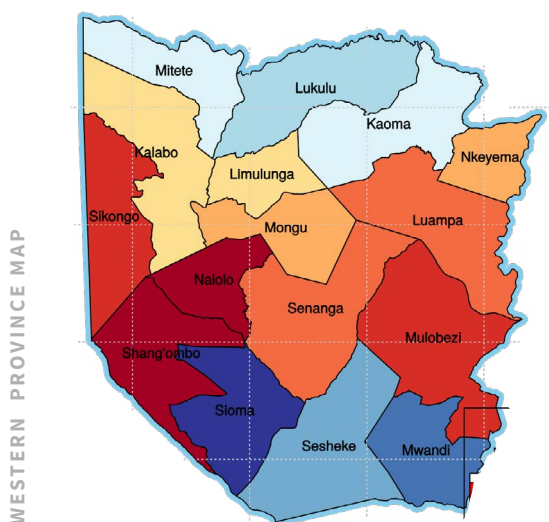 Mitete
Lukulu
Kaoma
Kalabo
Nkeyema
Limulunga
Sikongo
Mongu
Luampa
Nalolo
Senanga
Mulobezi
Shang'ombo
Sioma
Sesheke
Mwandi
WESTERN PROVINCE MAP